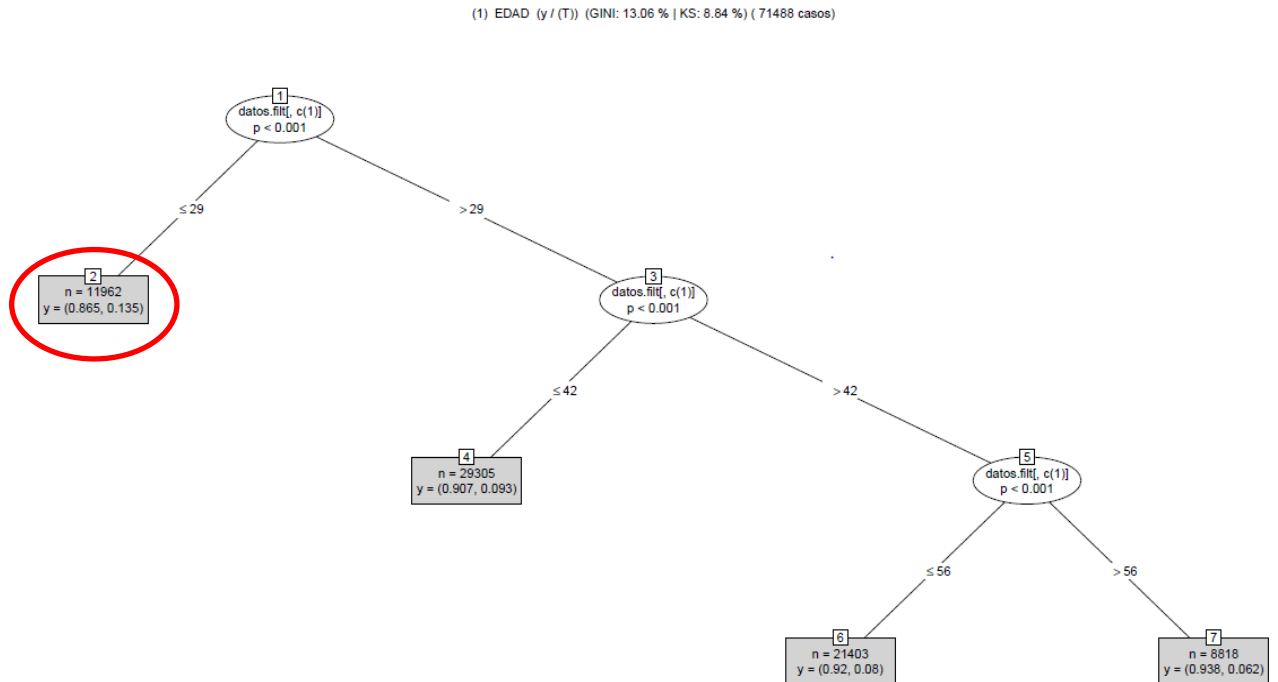 (1) EDAD (y / (T)) (GINI: 13.06 % | KS: 8.84 %) ( 71488 casos)
1
datos.filt[, c(1)]
p < 0.001
≤ 29
> 29
2
n = 11962
y = (0.865, 0.135)
3
datos.filt[, c(1)]
p < 0.001
≤ 42
> 42
4
n = 29305
y = (0.907, 0.093)
5
datos.filt[, c(1)]
p < 0.001
≤ 56
> 56
6
n = 21403
y = (0.92, 0.08)
7
n = 8818
y = (0.938, 0.062)